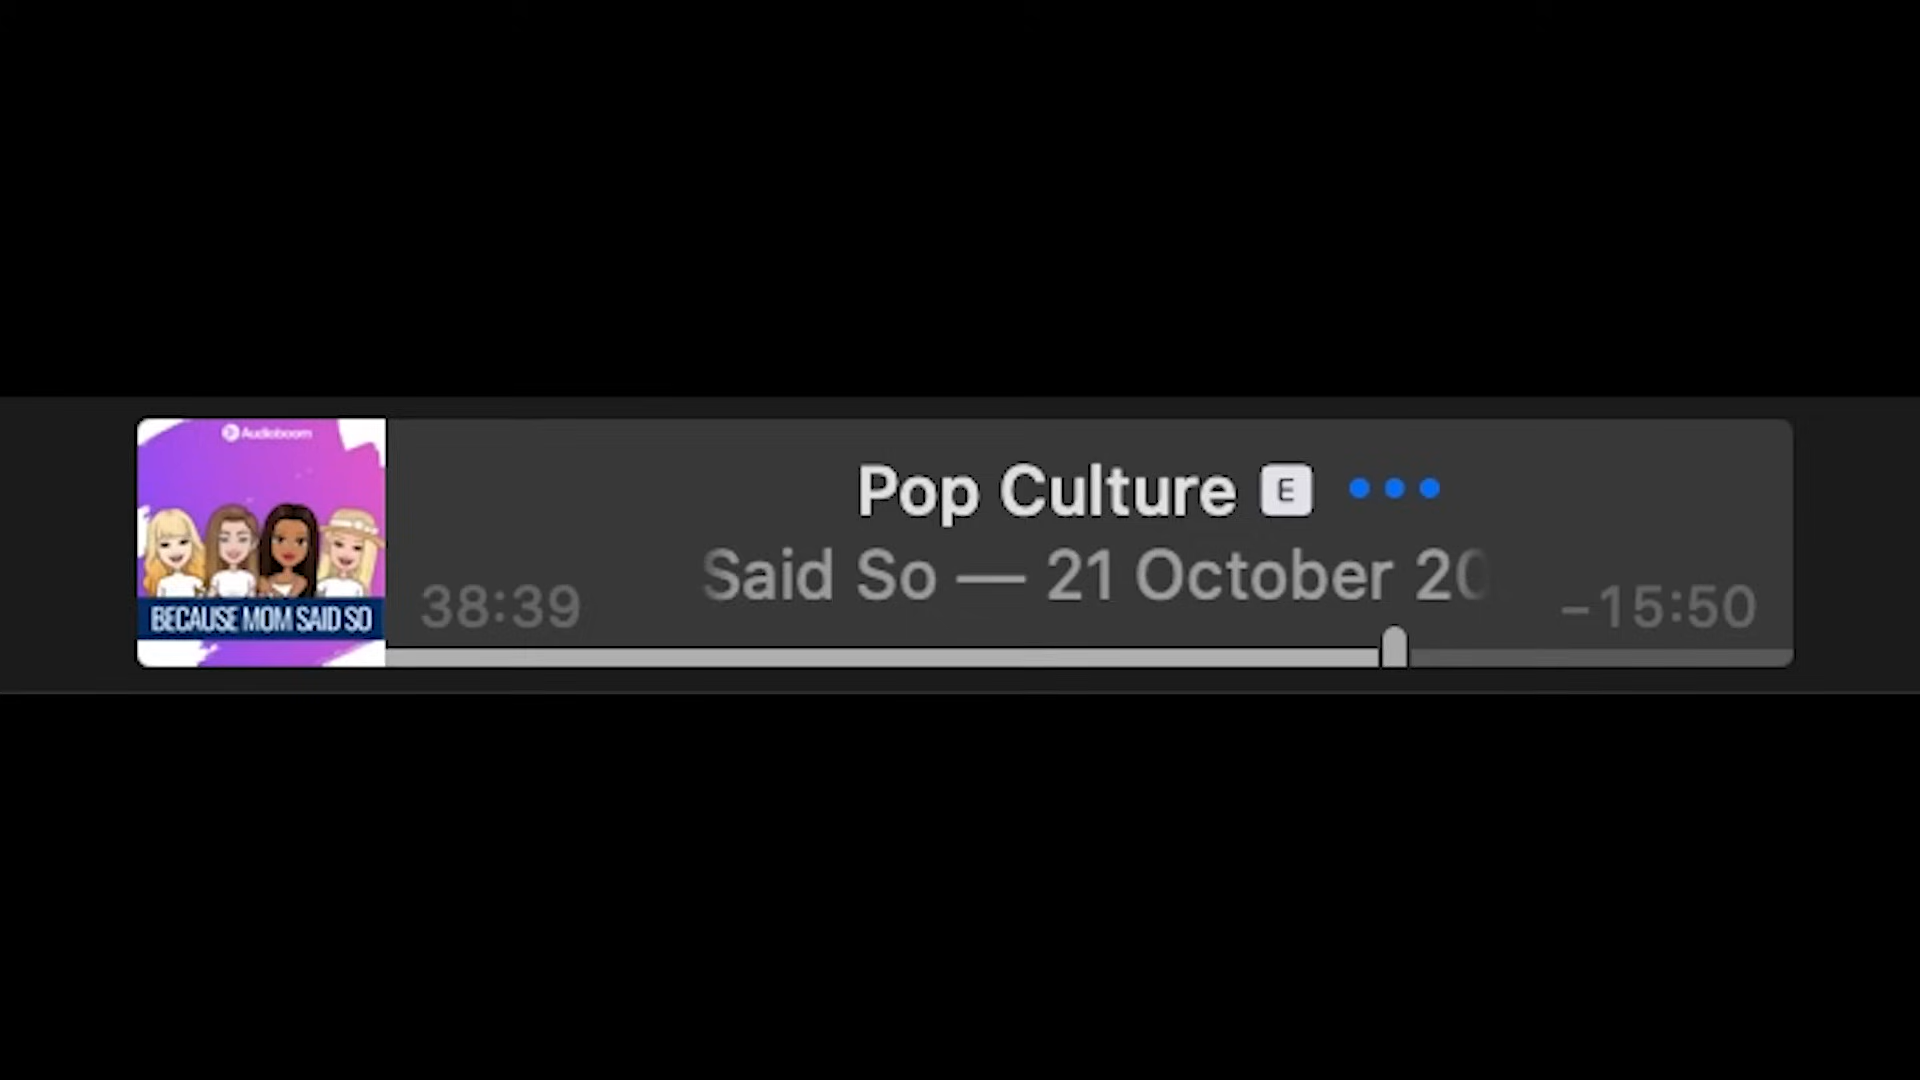 Audioboom
BECAUSE MOM SAID SO
Pop Culture E
Said So — 21 October 20
38:39
-15:50